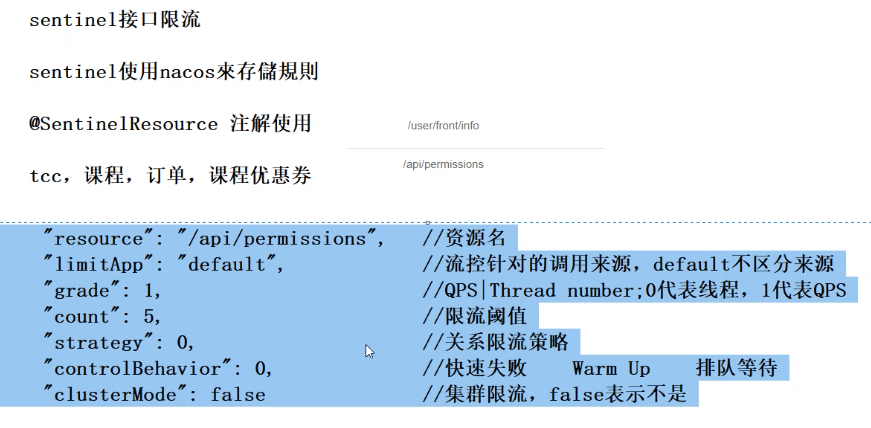 sentinel接口限流
sentinel使用nacos來存儲規則
@SentinelResource 注解使用
/user/front/info
/api/permissions
tcc，课程，订单，课程优惠券
"resource": "/api/permissions", //资源名
"limitApp": "default", //流控针对的调用来源，default不区分来源
"grade": 1, //QPS|Thread number;0代表线程，1代表QPS
"count": 5, //限流阈值
"strategy": 0, //关系限流策略
"controlBehavior": 0, //快速失败 Warm Up 排队等待
"clusterMode": false //集群限流，false表示不是